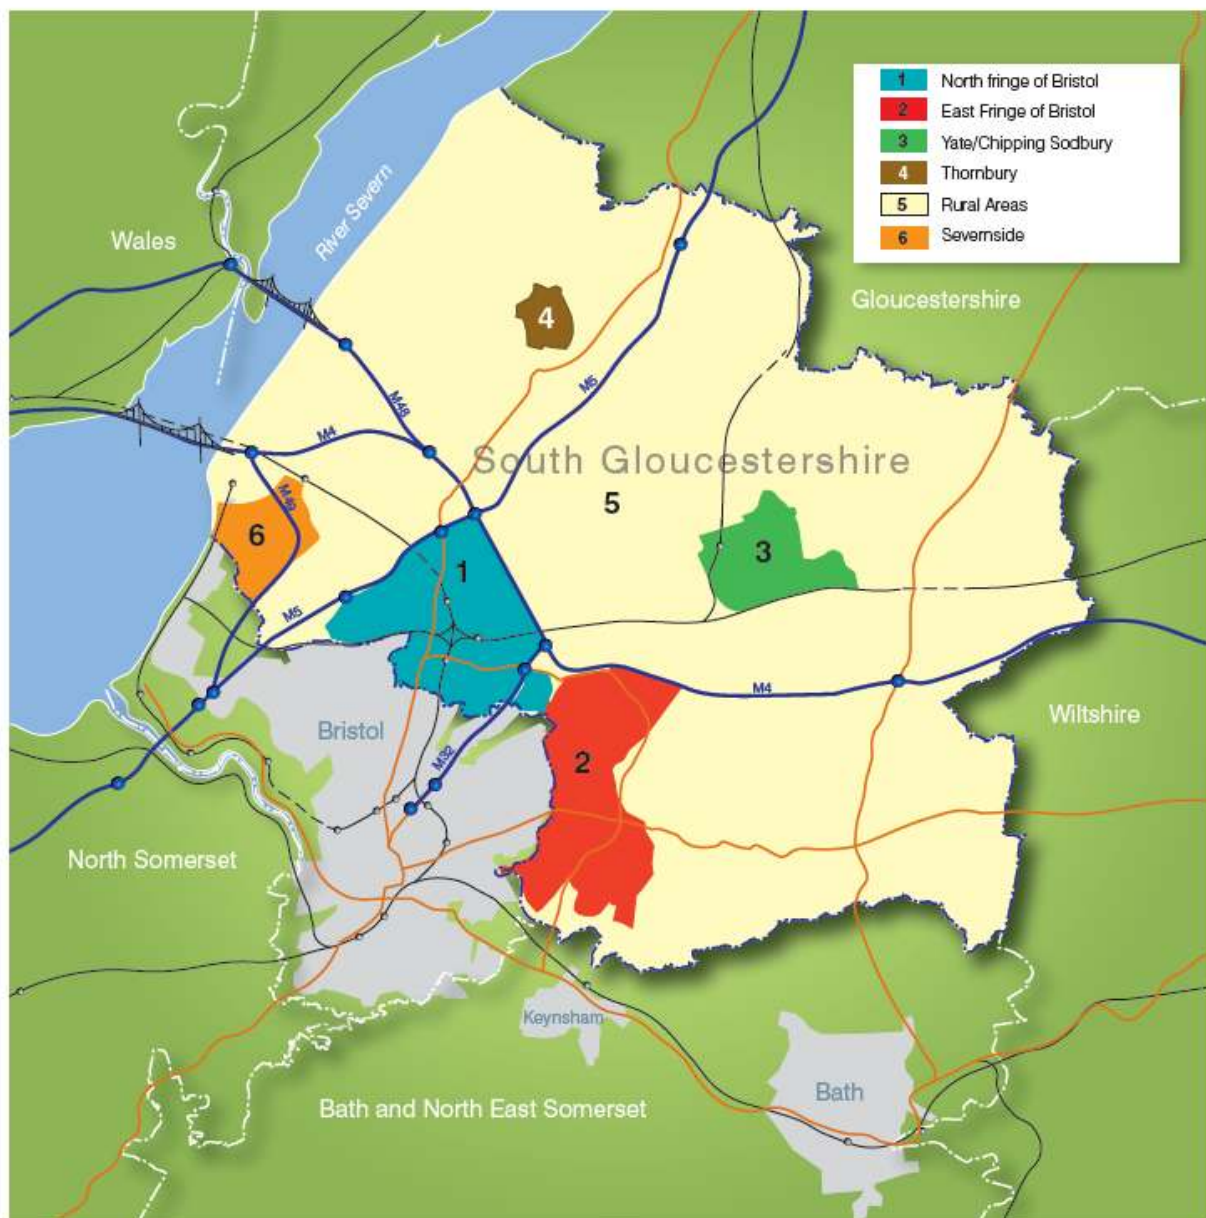 1 North fringe of Bristol
2 East Fringe of Bristol
3 Yate/Chipping Sodbury
4 Thornbury
5 Rural Areas
6 Severnside
River Severn
Wales
Gloucestershire
4
M5
M48
M4
South Gloucestershire
5
M49
6
3
1
M5
M4
Wiltshire
Bristol
2
M32
North Somerset
Keynsham
Bath
Bath and North East Somerset